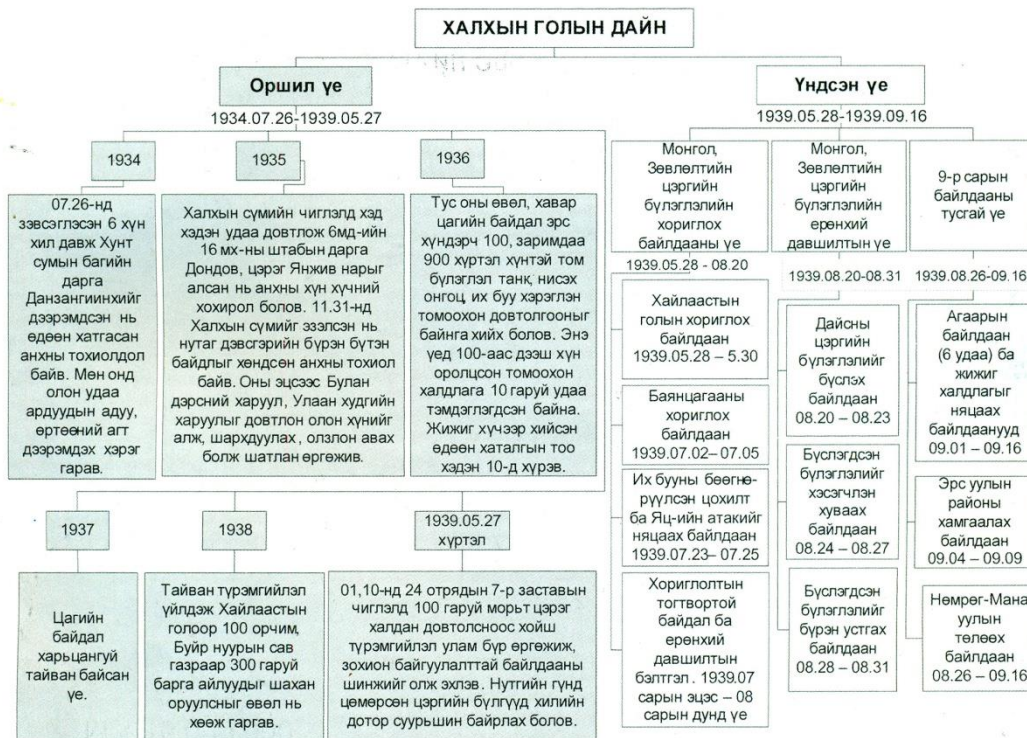 ХАЛХЫН ГОЛЫН ДАЙН
Оршил үе
1934.07.26-1939.05.27
1934
07.26-нд
зэвсэглэсэн 6 хүн
хил давж Хунт
сумын багийн
дарга
Данзангиинхийг
дээрэмдсэн нь
өдөөн хатгасан
анхны тохиолдол
байв. Мөн онд
олон удаа
ардуудын адуу,
өртөөний агт
дээрэмдэх хэрэг
гарав.
1935
Халхын сүмийн чиглэлд хэд
хэдэн удаа довтлож 6мд-ийн
16 мх-ны штабын дарга
Дондов, цэрэг Янжив нарыг
алсан нь анхны хүн хүчний
хохирол болов. 11.31-нд
Халхын сүмийг эзэлсэн нь
нутаг дэвсгэрийн бүрэн бүтэн
байдлыг хөндсөн анхны тохиол
байв. Оны эцсээс Булан
дэрсний харуул, Улаан худгийн
харуулыг довтлон олон хүнийг
алж, шархдуулах, олзлон авах
болж шатлан өргөжив.
1936
Тус оны өвөл, хавар
цагийн байдал эрс
хүндэрч 100, заримдаа
900 хүртэл хүнтэй том
бүлэглэл танк, нисэх
онгоц, их буу хэрэглэн
томоохон довтолгооныг
байнга хийх болов. Энэ
үед 100-аас дээш хүн
оролцсон томоохон
халдлага 10 гаруй удаа
тэмдэглэгдсэн байна.
Жижиг хүчээр хийсэн
өдөөн хаталгын тоо
хэдэн 10-д хүрэв.
1937
Цагийн
байдал
харьцангуй
тайван байсан
үе.
1938
Тайван түрэмгийлэл
үйлдэж Хайлаастын
голоор 100 орчим,
Буйр нуурын сав
газраар 300 гаруй
барга айлуудыг шахан
оруулсныг өвөл нь
хөөж гаргав.
1939.05.27
хүртэл
01,10-нд 24 отрядын 7-р заставын
чиглэлд 100 гаруй морьт цэрэг
халдан довтолсноос хойш
түрэмгийлэл улам бүр өргөжиж,
зохион байгуулалттай байлдааны
шинжийг олж эхлэв. Нутгийн гүнд
цөмөрсөн цэргийн бүлгүүд хилийн
дотор суурьшин байрлах болов.
Үндсэн үе
1939.05.28-1939.09.16
Монгол,
Зөвлөлтийн
цэргийн
бүлэглэлийн
хориглох
байлдааны үе
1939.05.28 - 08.20
Хайлаастын
голын хориглох
байлдаан
1939.05.28 – 5.30
Баянцагааны
хориглох
байлдаан
1939.07.02 – 07.05
Их бууны бөөгнө-
рүүлсэн цохилт
ба Яц-ийн атакийг
няцаах байлдаан
1939.07.23– 07.25
Хориглолтын
тогтвортой
байдал ба
ерөнхий
давшилтын
бэлтгэл. 1939.07
сарын эцэс – 08
сарын дунд үе
Монгол,
Зөвлөлтийн
цэргийн
бүлэглэлийн
ерөнхий
давшилтын үе
1939.08.20-08.31
Дайсны
цэргийн
бүлэглэлийг
бүслэх
байлдаан
08.20 – 08.23
Бүслэгдсэн
бүлэглэлийг
хэсэгчлэн
хуваах
байлдаан
08.24 – 08.27
Бүслэгдсэн
бүлэглэлийг
бүрэн устгах
байлдаан
08.28 – 08.31
9-р сарын
байлдааны
тусгай үе
1939.08.26-09.16
Агаарын
байлдаан
(6 удаа) ба
жижиг
халдлагыг
няцаах
байлдаанууд
09.01 – 09.16
Эрс уулын
районы
хамгаалах
байлдаан
09.04 – 09.09
Нөмрөг-Мана
уулын
төлөөх
байлдаан
08.26 – 09.16